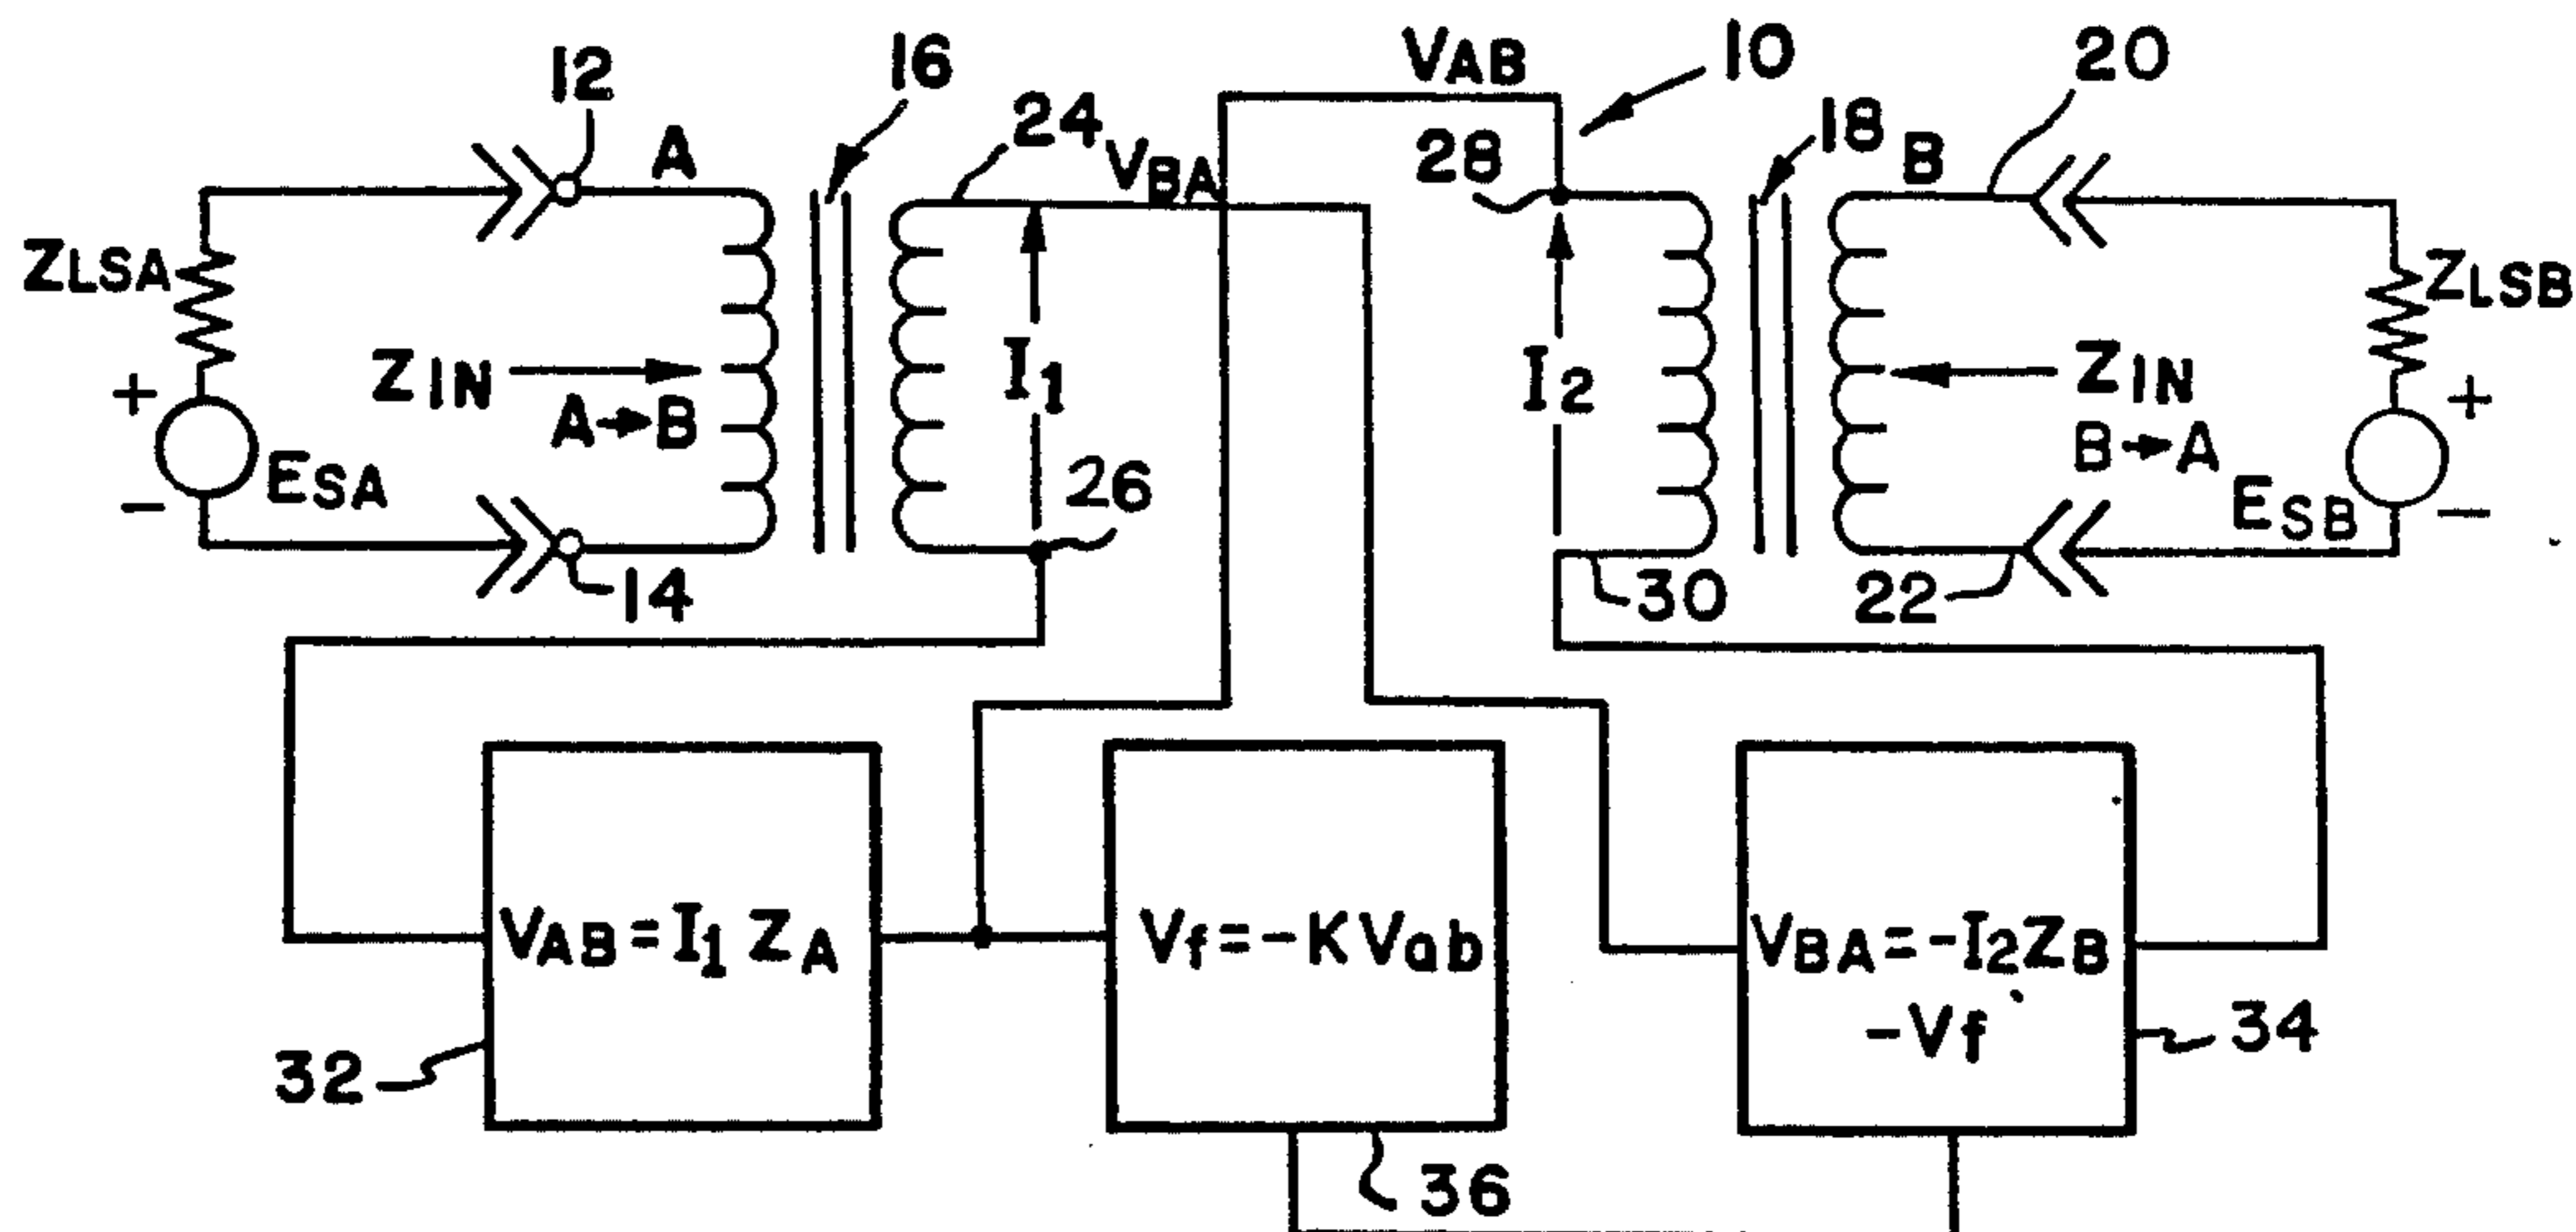 12
16
VAB
10
20
A
24
VBA
28
18
B
ZLSA
ZLSB
+
ZIN
A→B
I1
I2
ZIN
B→A
+
ESA
-
26
ESB
-
14
30
22
VAB=I1 ZA
Vf=-KVab
VBA=-I2ZB
-Vf
32
34
36